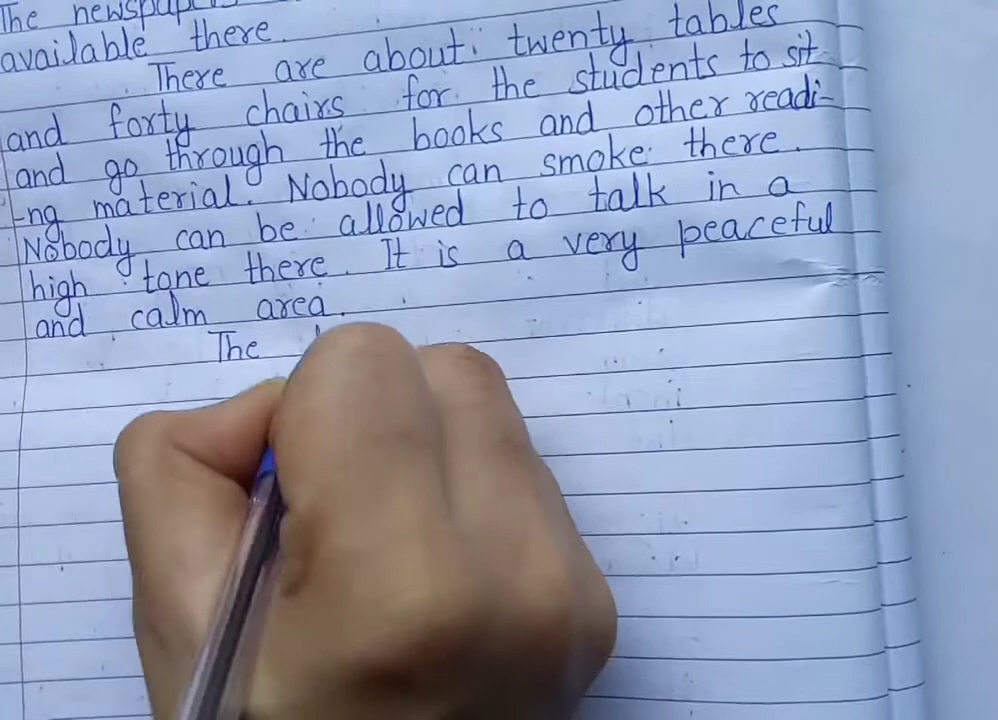 The newspapers
available there.
There are about twenty tables
and forty chairs for the students to sit
and go through the books and other readi-
-ng material. Nobody can smoke there.
Nobody can be allowed to talk in a
high tone there. It is a very peaceful
and calm area.
The